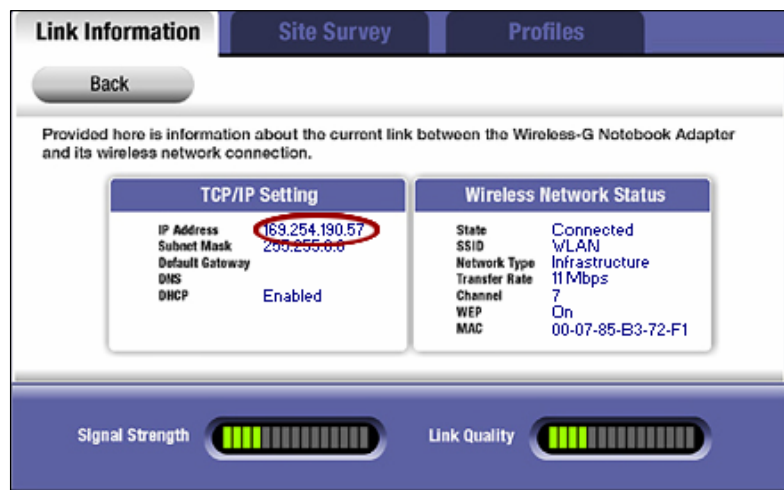 Link Information
Site Survey
Profiles
Back
Provided here is information about the current link between the Wireless-G Notebook Adapter
and its wireless network connection.
TCP/IP Setting
IP Address 169.254.190.57
Subnet Mask 255.255.0.0
Default Gateway
DNS
DHCP Enabled
Wireless Network Status
State Connected
SSID WLAN
Network Type Infrastructure
Transfer Rate 11 Mbps
Channel 7
WEP On
MAC 00-07-85-B3-72-F1
Signal Strength
Link Quality